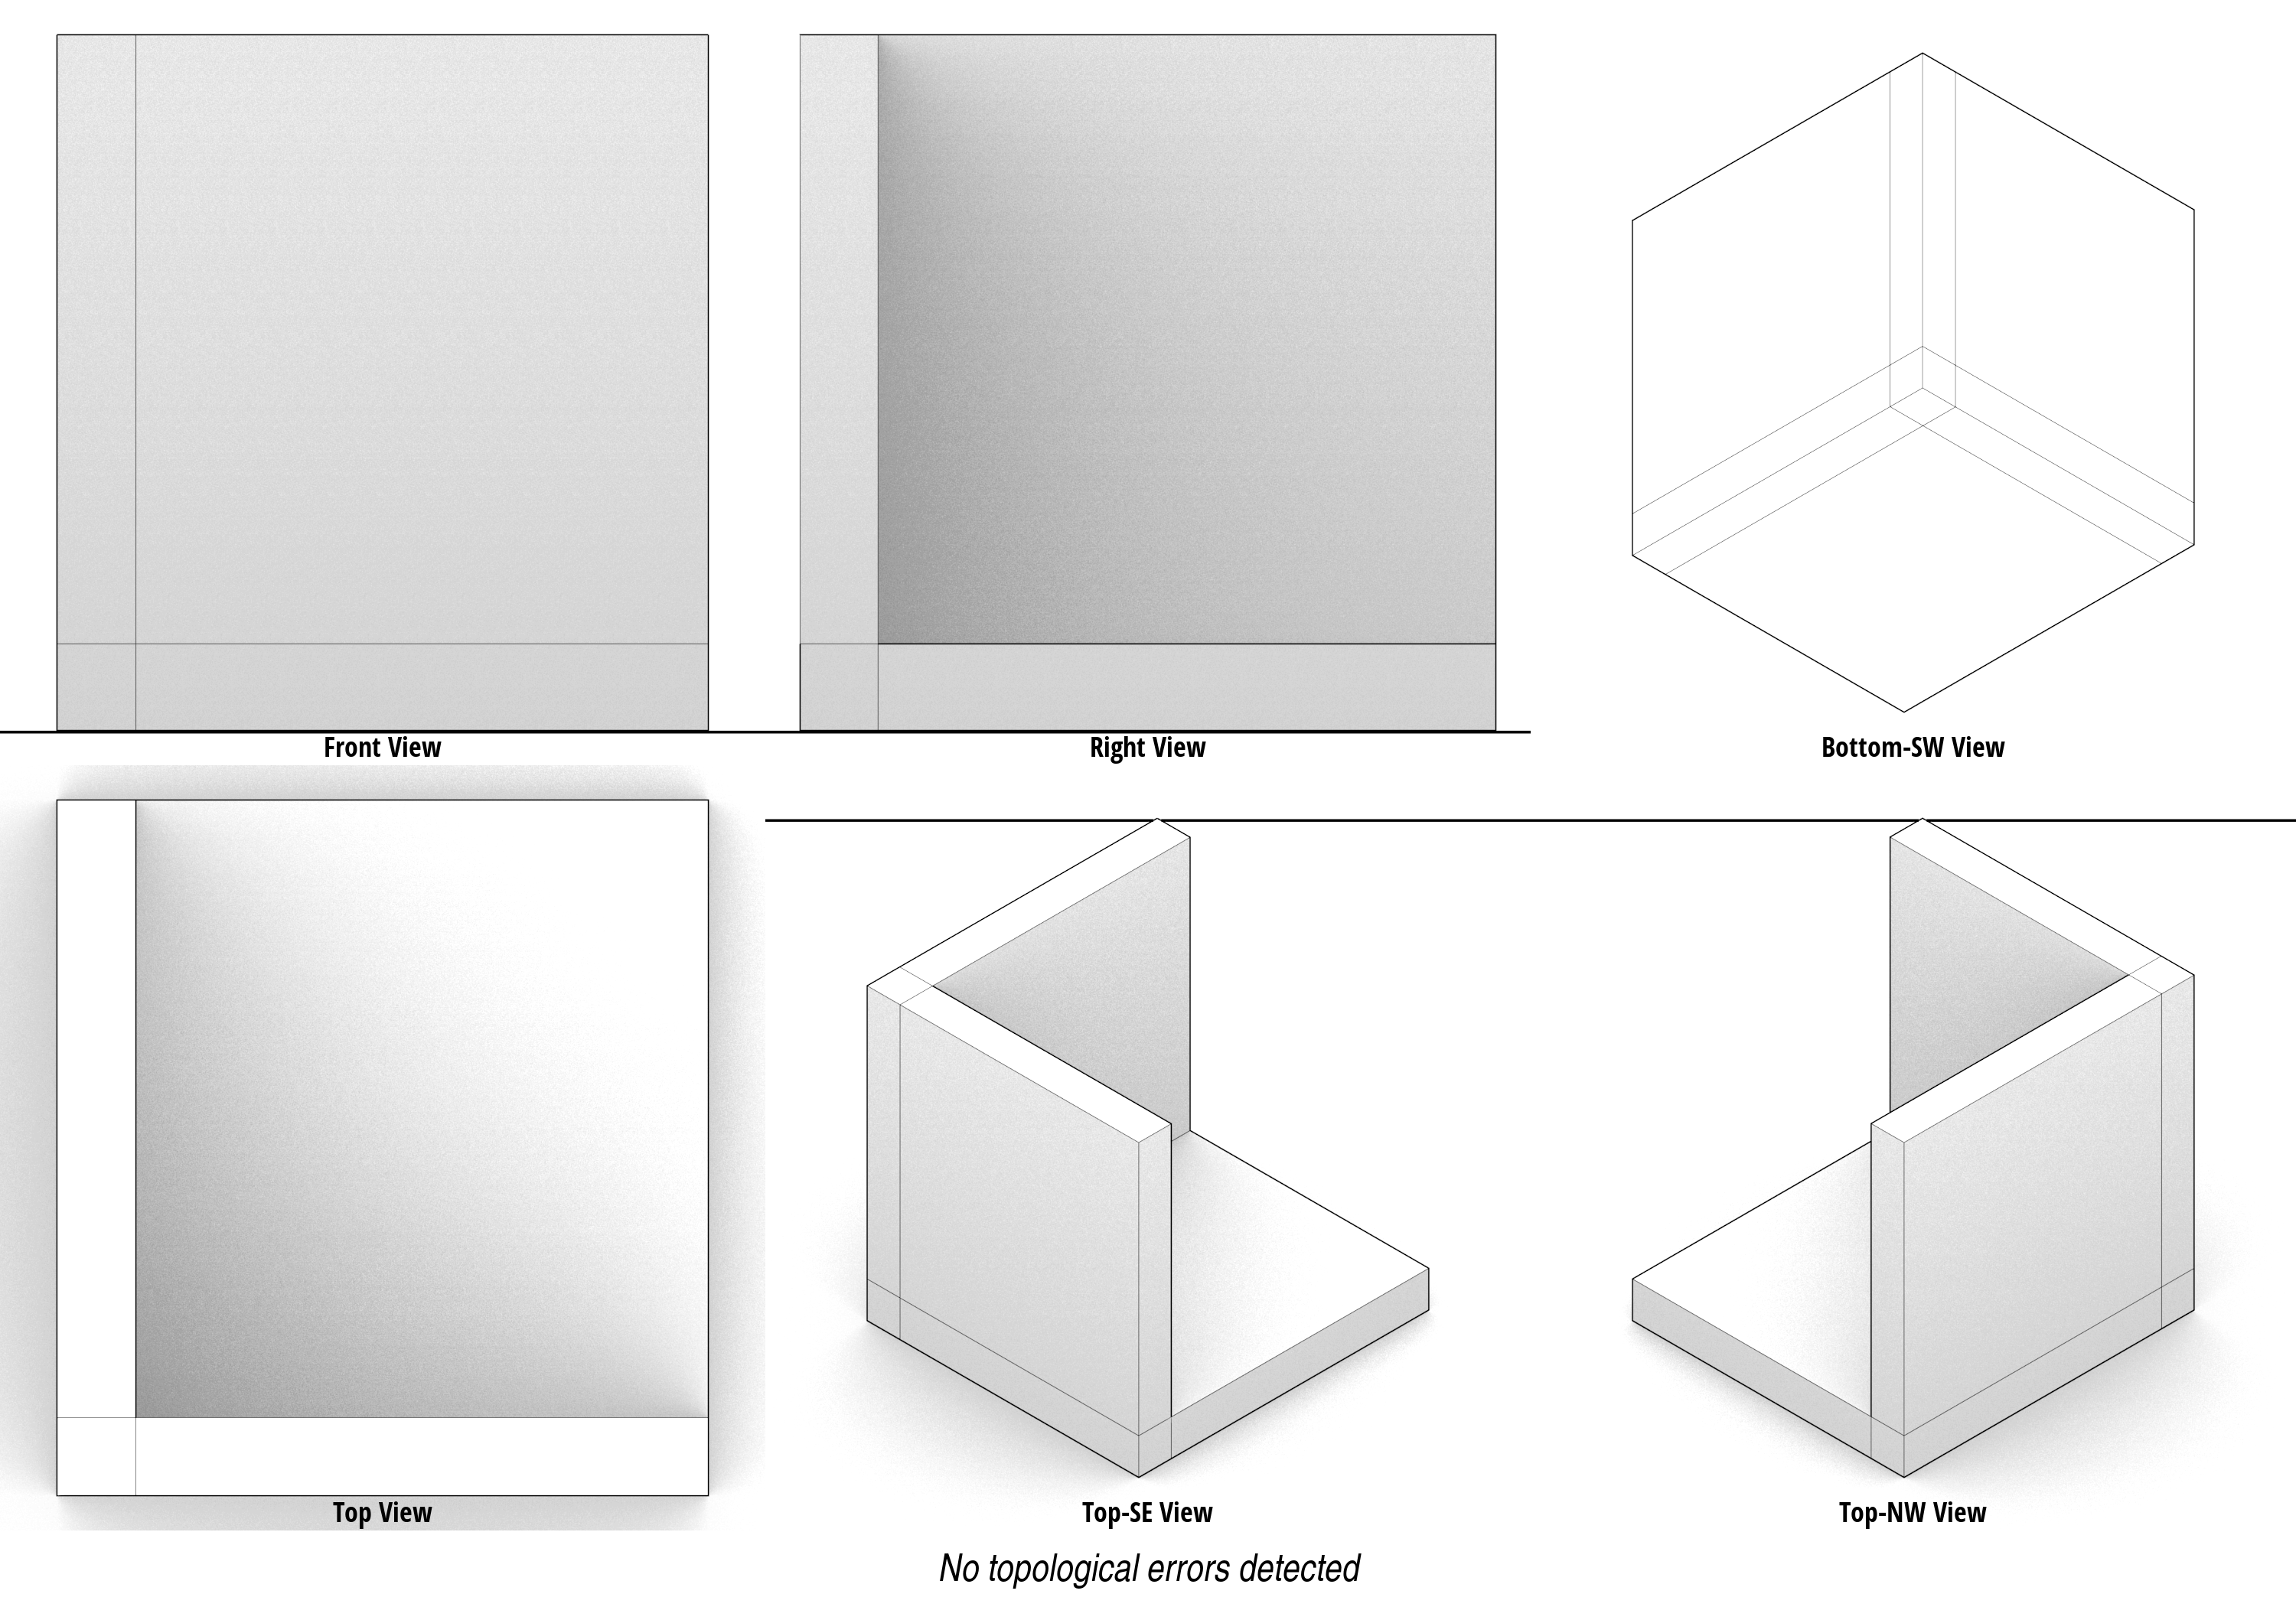 Front View
Right View
Bottom-SW View
Top View
Top-SE View
Top-NW View
No topological errors detected